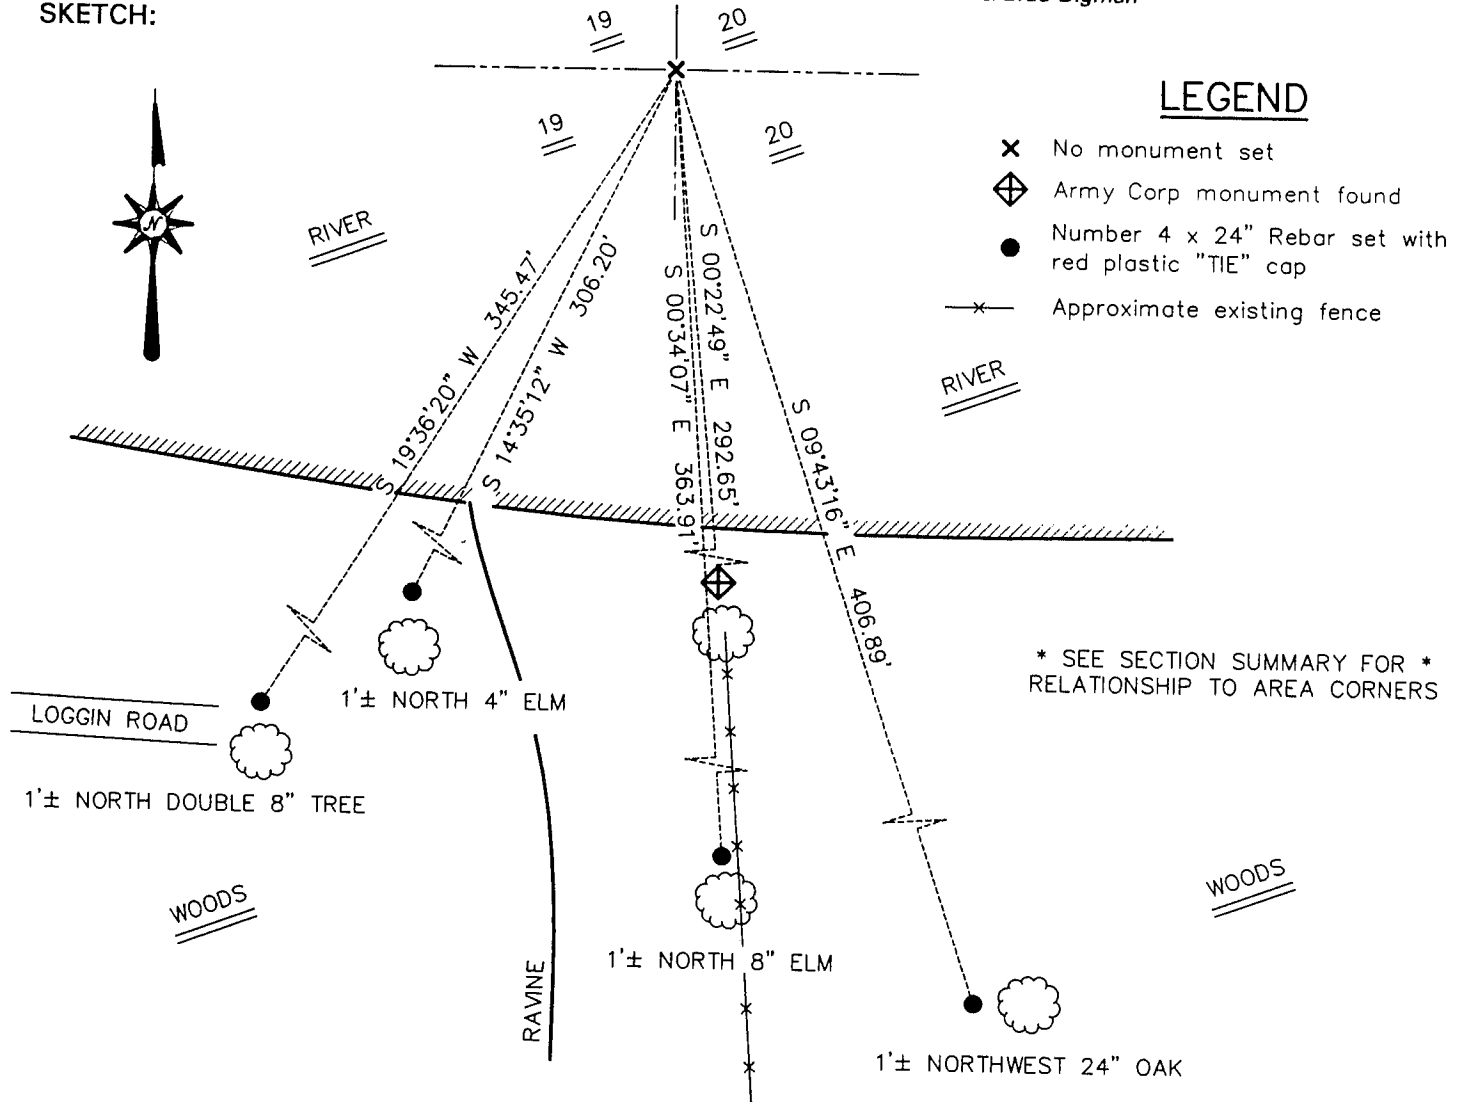 SKETCH:
19
20
LEGEND
No monument set
Army Corp monument found
Number 4 x 24" Rebar set with
red plastic "TIE" cap
Approximate existing fence
19
20
RIVER
N
S 19°36'20" W 345.47'
S 14°35'12" W 306.20'
S 00°34'07" E 363.91'
S 00°22'49" E 292.65'
S 09°43'16" E 406.89'
RIVER
* SEE SECTION SUMMARY FOR *
RELATIONSHIP TO AREA CORNERS
1'± NORTH 4" ELM
LOGGIN ROAD
1'± NORTH DOUBLE 8" TREE
WOODS
WOODS
1'± NORTH 8" ELM
RAVINE
1'± NORTHWEST 24" OAK